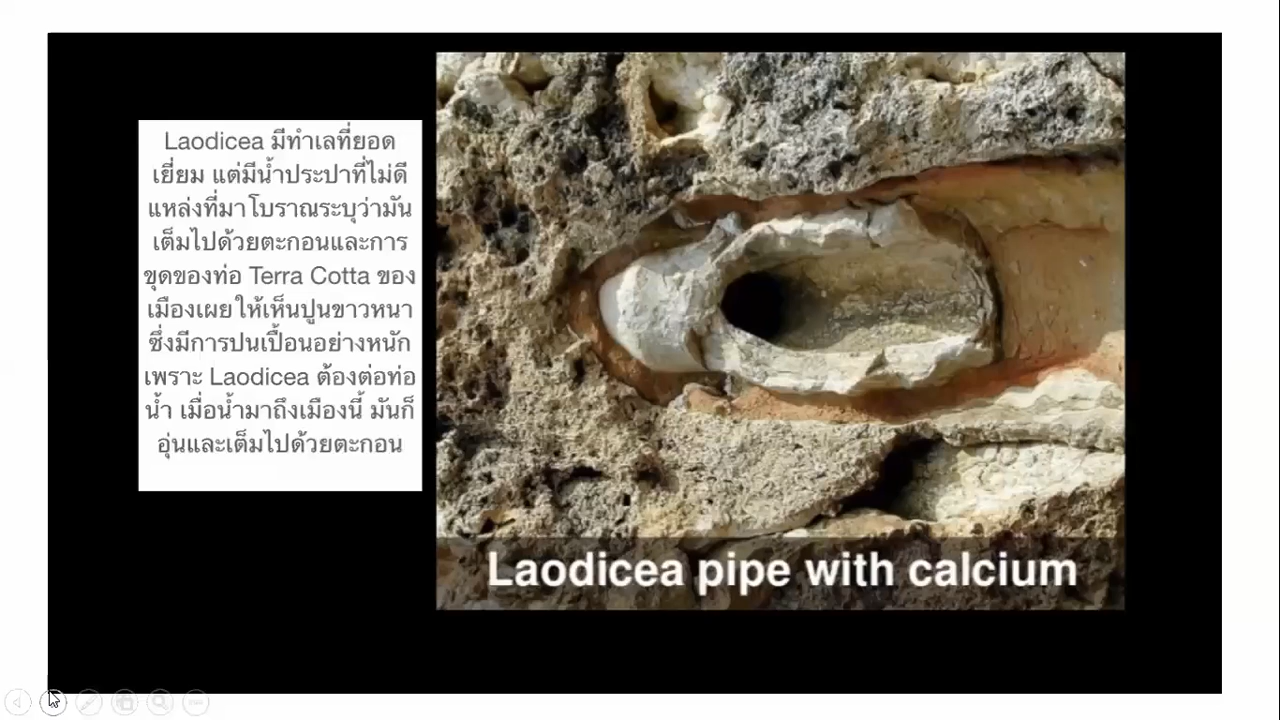 Laodicea มีทำเลที่ยอด
เยี่ยม แต่มีน้ำประปาที่ไม่ดี
แหล่งที่มาโบราณระบุว่ามัน
เต็มไปด้วยตะกอนและการ
ขุดของท่อ Terra Cotta ของ
เมืองเผยให้เห็นปูนขาวหนา
ซึ่งมีการปนเปื้อนอย่างหนัก
เพราะ Laodicea ต้องต่อท่อ
น้ำ เมื่อน้ำมาถึงเมืองนี้ มันก็
อุ่นและเต็มไปด้วยตะกอน
Laodicea pipe with calcium